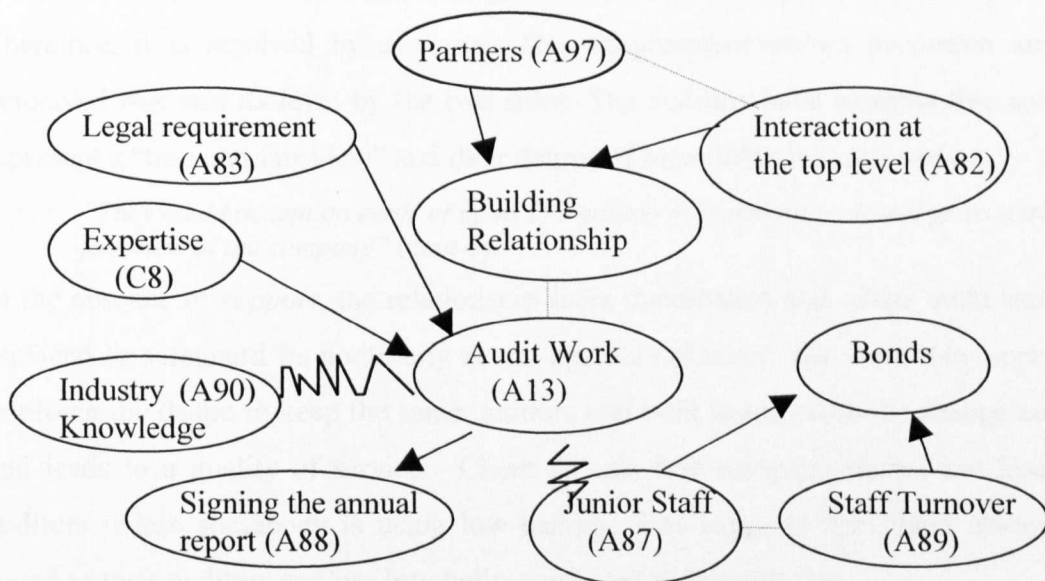 Partners (A97)
Legal requirement
(A83)
Interaction at
the top level (A82)
Building
Relationship
Expertise
(C8)
Audit Work
(A13)
Bonds
Industry (A90)
Knowledge
Signing the annual
report (A88)
Junior Staff
(A87)
Staff Turnover
(A89)